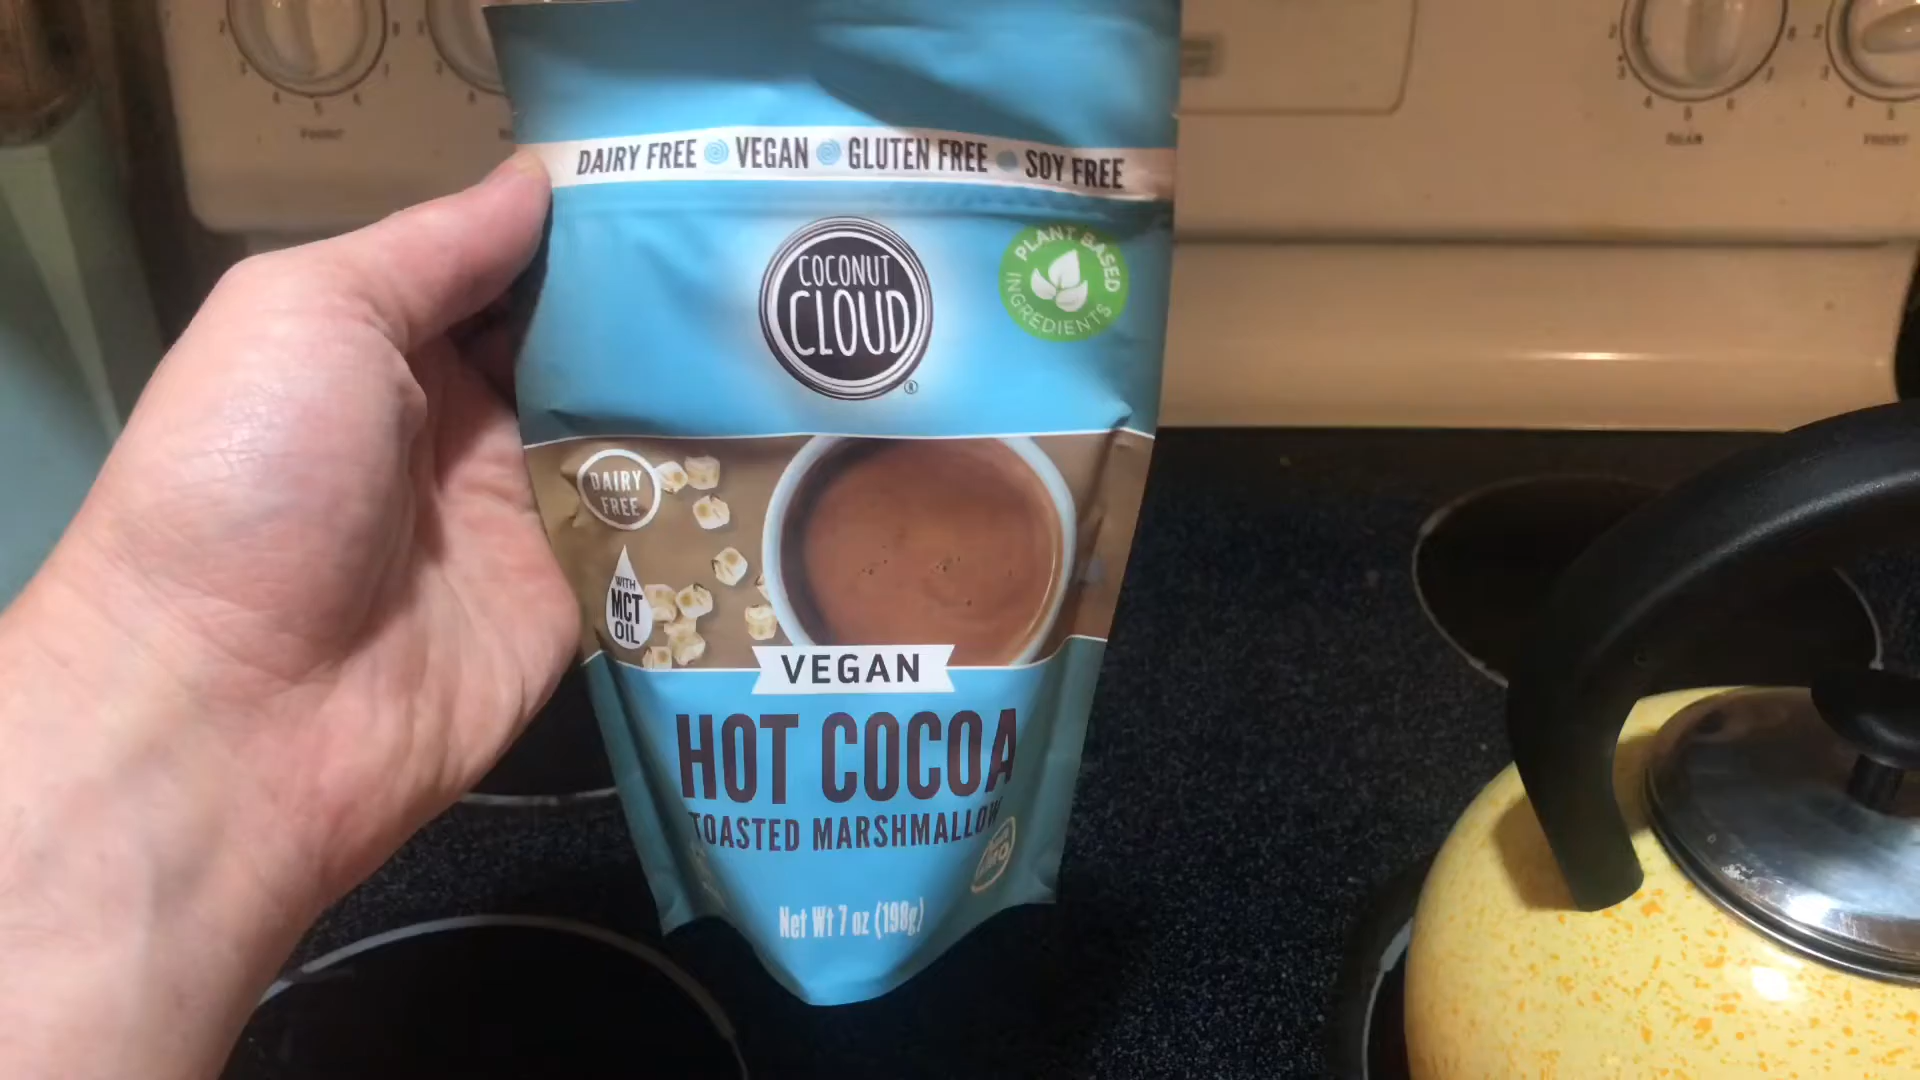 DAIRY FREE VEGAN GLUTEN FREE SOY FREE
COCONUT
CLOUD
®
PLANT BASED
INGREDIENTS
DAIRY
FREE
WITH
MCT
OIL
VEGAN
HOT COCOA
TOASTED MARSHMALLOW
Net Wt 7 oz (198g)